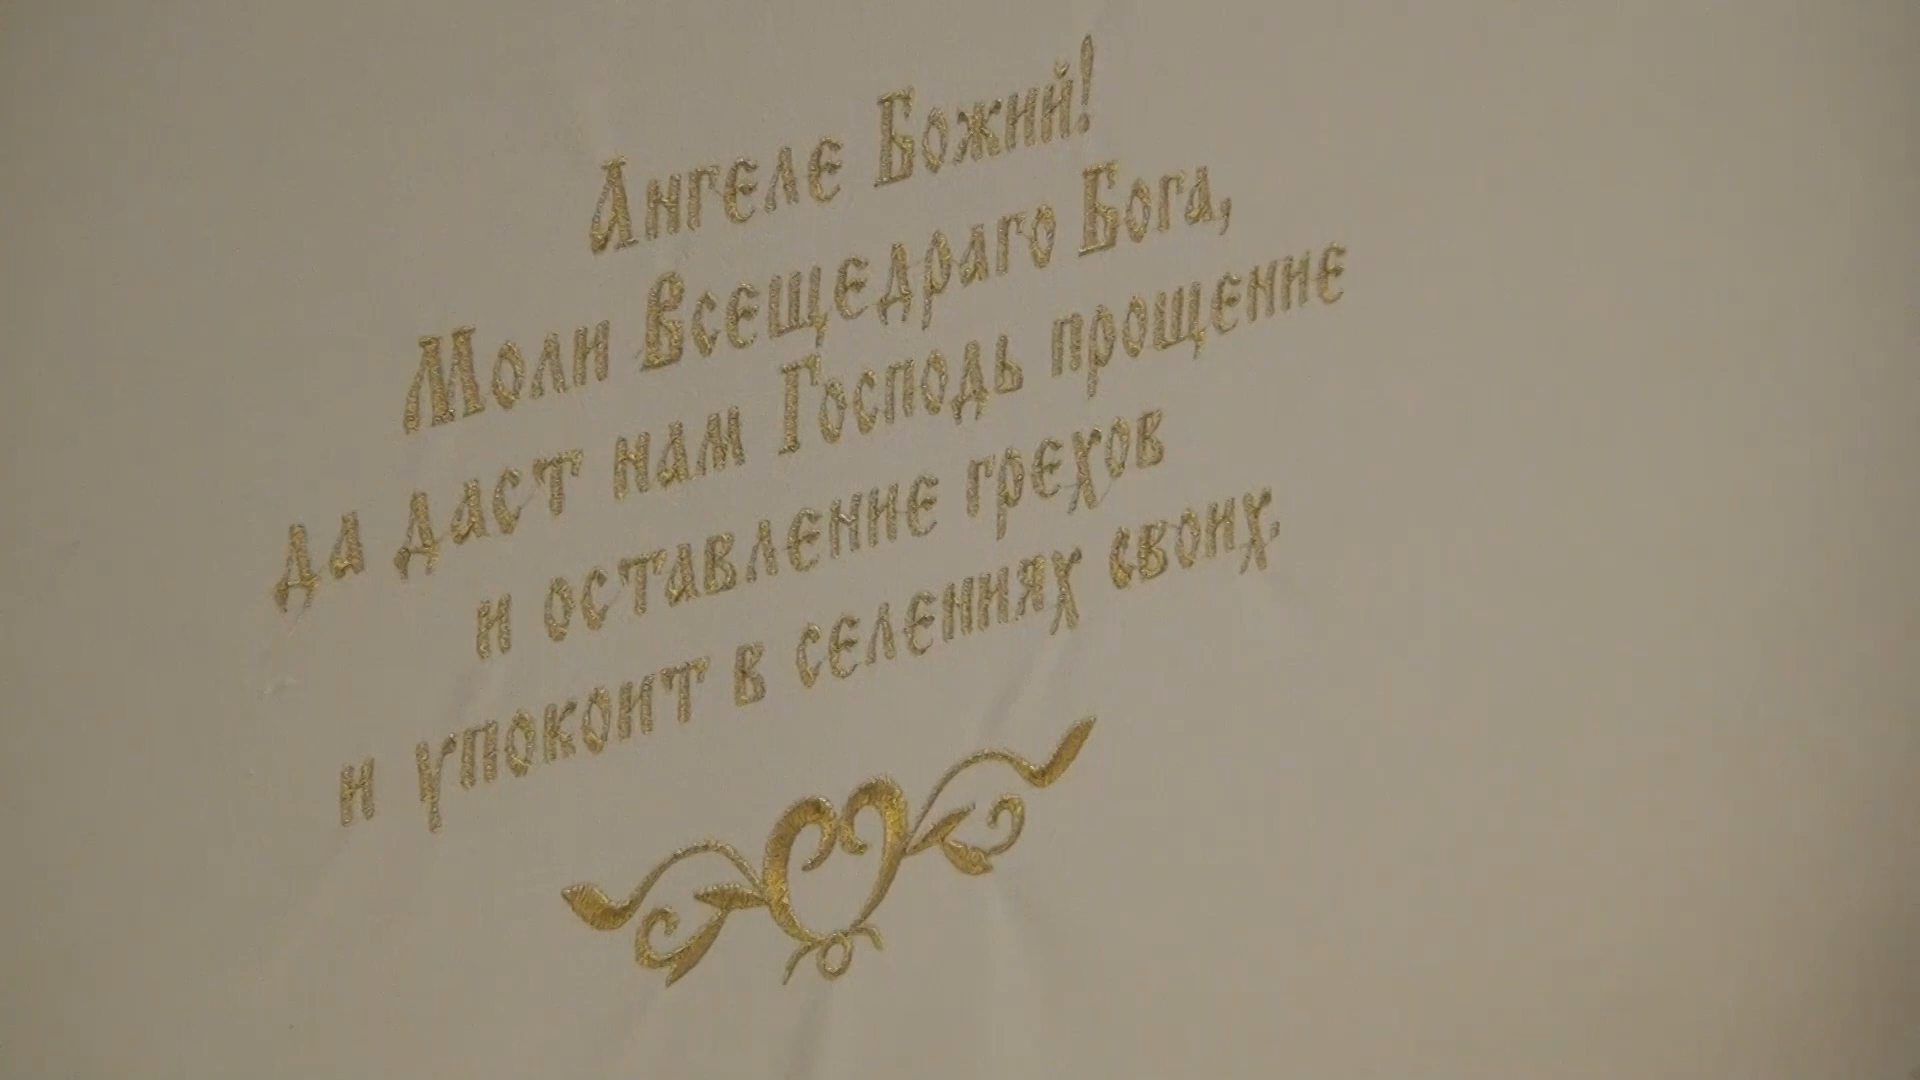 Ангеле Божий!
Моли Всещедраго Бога,
да даст нам Господь прощение
и оставление грехов
и упокоит в селениях своих.